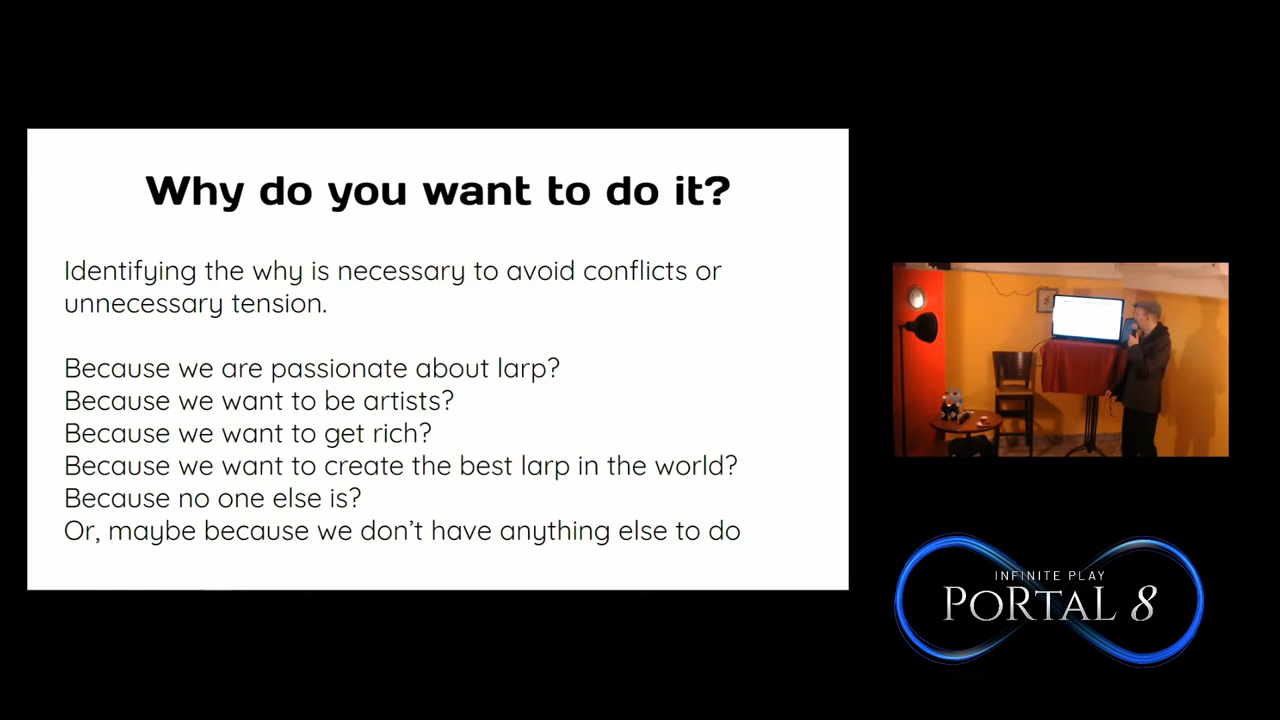 Why do you want to do it?
Identifying the why is necessary to avoid conflicts or
unnecessary tension.
Because we are passionate about larp?
Because we want to be artists?
Because we want to get rich?
Because we want to create the best larp in the world?
Because no one else is?
Or, maybe because we don’t have anything else to do
INFINITE PLAY
PORTAL 8